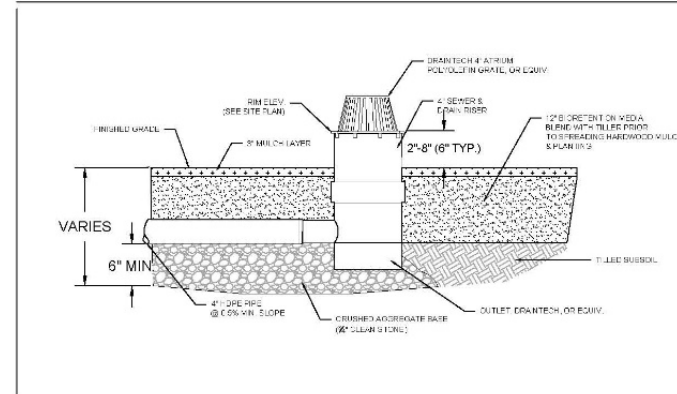 DRAINTECH 4" ATRIUM
POLYOLEFIN GRATE, OR EQUIV.
RIM ELEV.
(SEE SITE PLAN)
4" SEWER &
DRAIN RISER
FINISHED GRADE
3" MULCH LAYER
2"-8" (6" TYP.)
12" BIORETENTION MEDIA
BLEND WITH TILLER PRIOR
TO SPREADING HARDWOOD MULC
& PLANTING
VARIES
6" MIN.
TILLED SUBSOIL
4" HDPE PIPE
@ 0.5% MIN. SLOPE
CRUSHED AGGREGATE BASE
CLEAN STONE)
OUTLET, DRAINTECH, OR EQUIV.